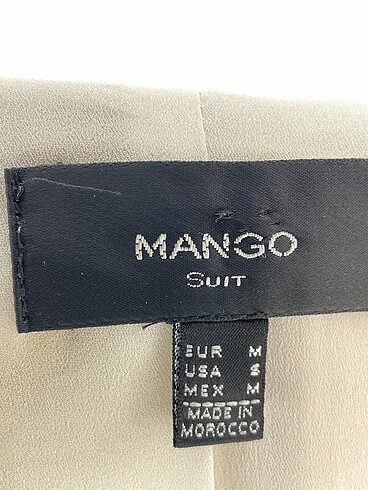 MANGO
SUIT
EUR M
USA S
MEX M
MADE IN
MOROCCO